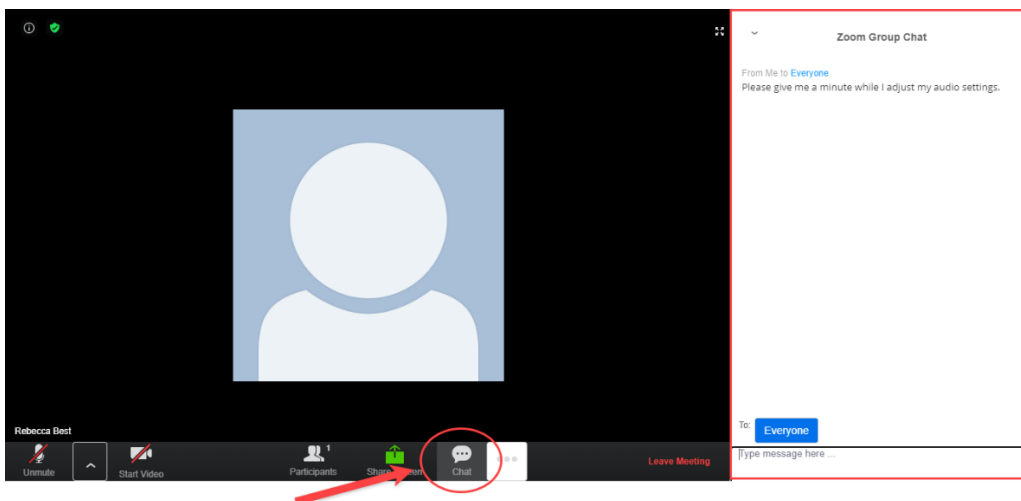 Zoom Group Chat
From Me to Everyone
Please give me a minute while I adjust my audio settings.
Rebecca Best
Unmute
Start Video
Participants
1
Share
Chat
Leave Meeting
To: Everyone
Type message here ...